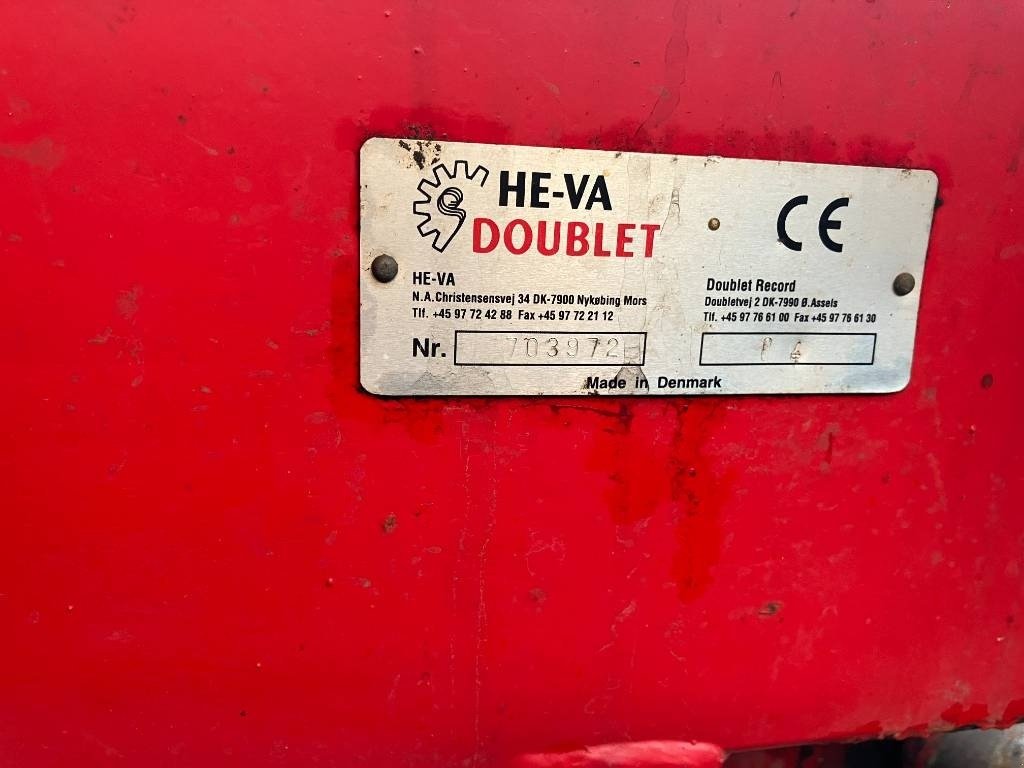 HE-VA
DOUBLET
CE
HE-VA
N.A.Christensensvej 34 DK-7900 Nykøbing Mors
Tlf. +45 97 72 42 88 Fax +45 97 72 21 12
Doublet Record
Doubletvej 2 DK-7990 Ø.Assels
Tlf. +45 97 76 61 00 Fax +45 97 76 61 30
Nr. 703972
Made in Denmark